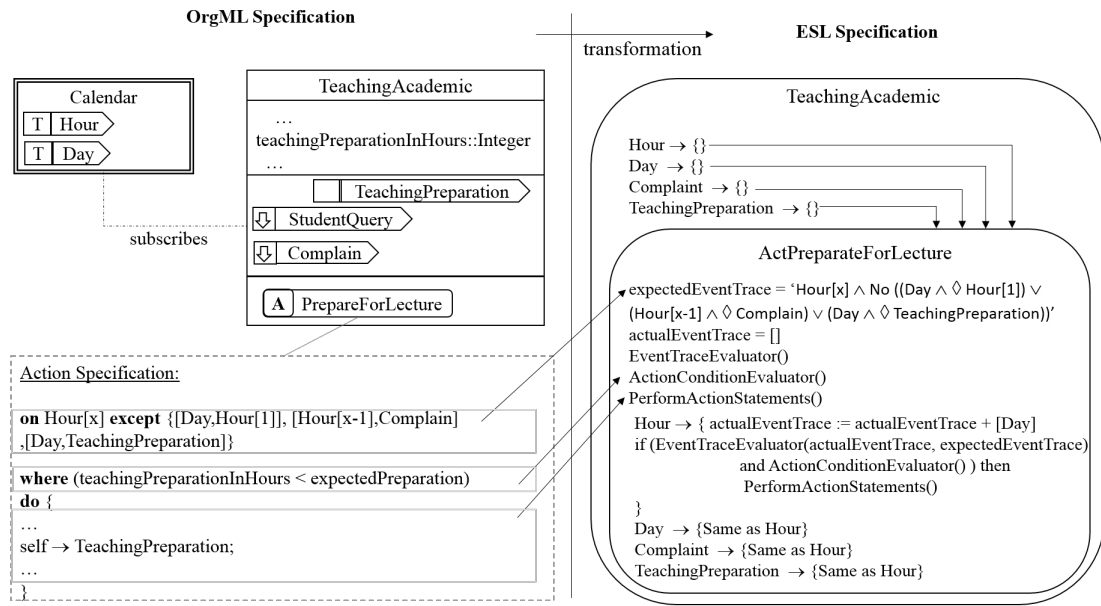 OrgML Specification
transformation
ESL Specification
Calendar
T Hour
T Day
subscribes
TeachingAcademic
…
teachingPreparationInHours::Integer
…
TeachingPreparation
StudentQuery
Complain
A PrepareForLecture
Action Specification:
on Hour[x] except {[Day,Hour[1]], [Hour[x-1],Complain]
,[Day,TeachingPreparation]}
where (teachingPreparationInHours < expectedPreparation)
do {
…
self → TeachingPreparation;
…
}
TeachingAcademic
Hour → {}
Day → {}
Complaint → {}
TeachingPreparation → {}
ActPreparateForLecture
expectedEventTrace = ‘Hour[x] ∧ No ((Day ∧ ◊ Hour[1]) ∨
(Hour[x-1] ∧ ◊ Complain) ∨ (Day ∧ ◊ TeachingPreparation))’
actualEventTrace = []
EventTraceEvaluator()
ActionConditionEvaluator()
PerformActionStatements()
Hour → { actualEventTrace := actualEventTrace + [Day]
if (EventTraceEvaluator(actualEventTrace, expectedEventTrace)
and ActionConditionEvaluator() ) then
PerformActionStatements()
}
Day → {Same as Hour}
Complaint → {Same as Hour}
TeachingPreparation → {Same as Hour}